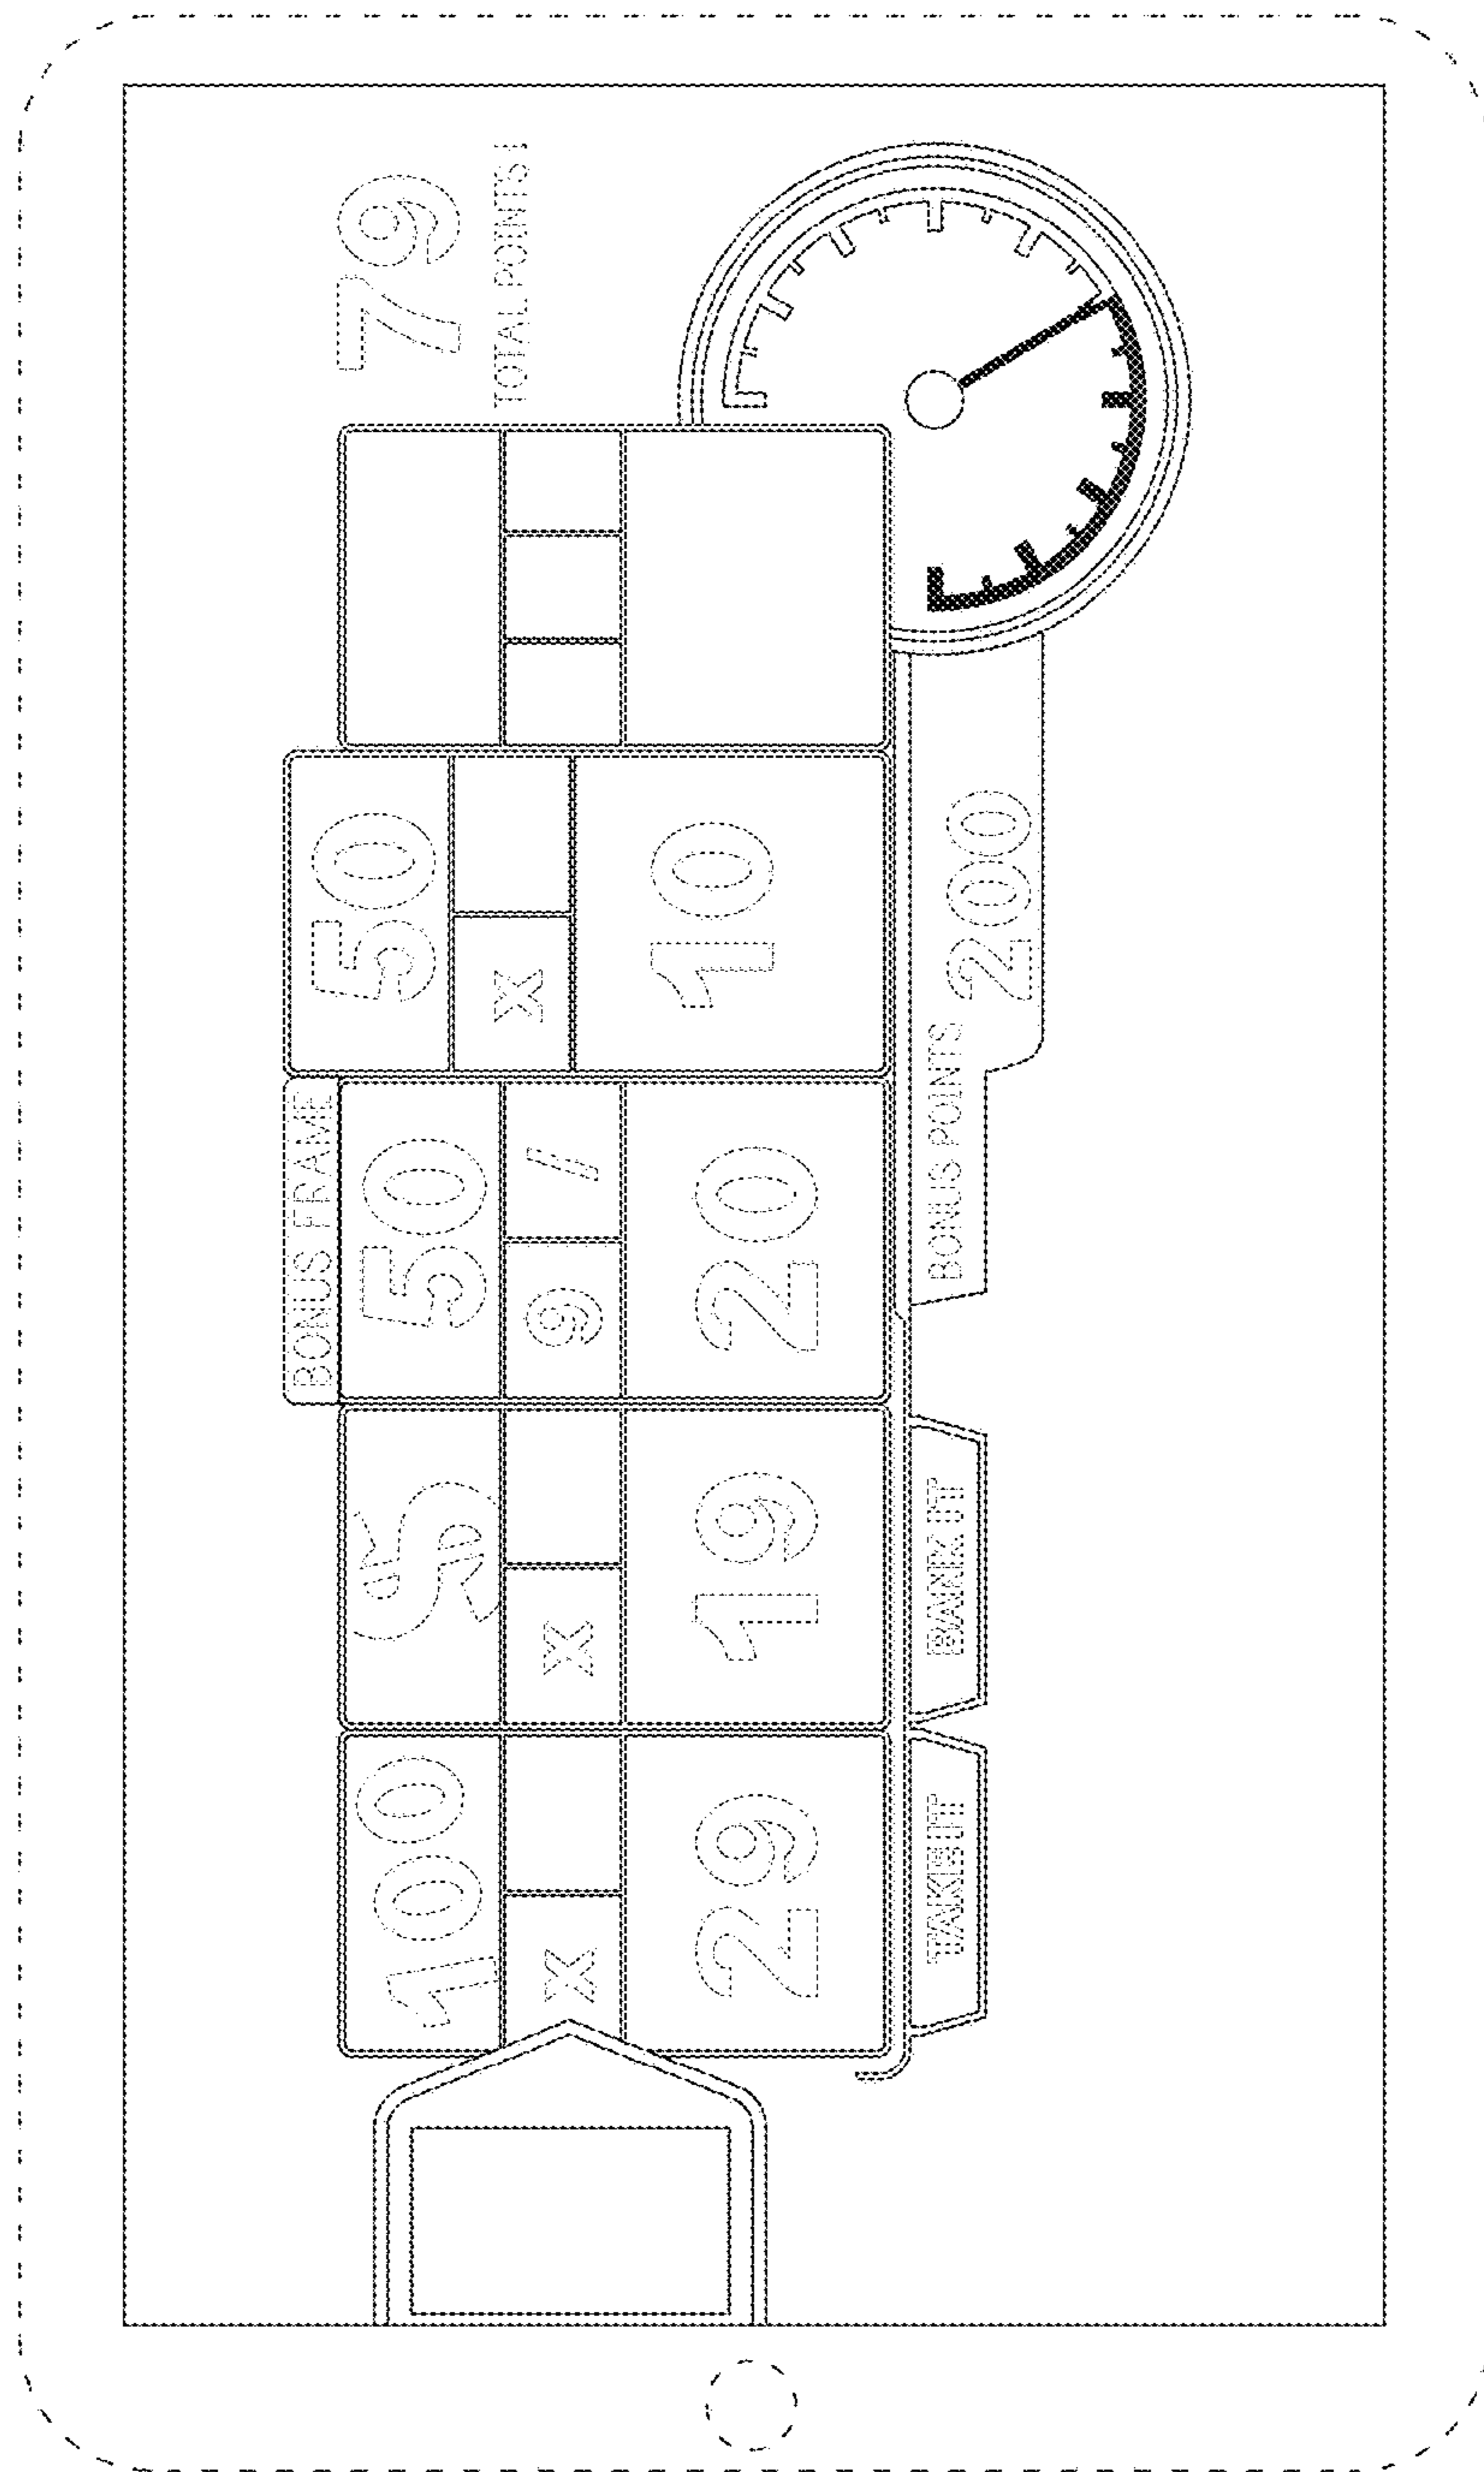 BONUS FRAME
100 $ 50 50 79
TOTAL POINTS!
x x 9 / x
29 19 20 10
TAKE IT BANK IT BONUS POINTS 200